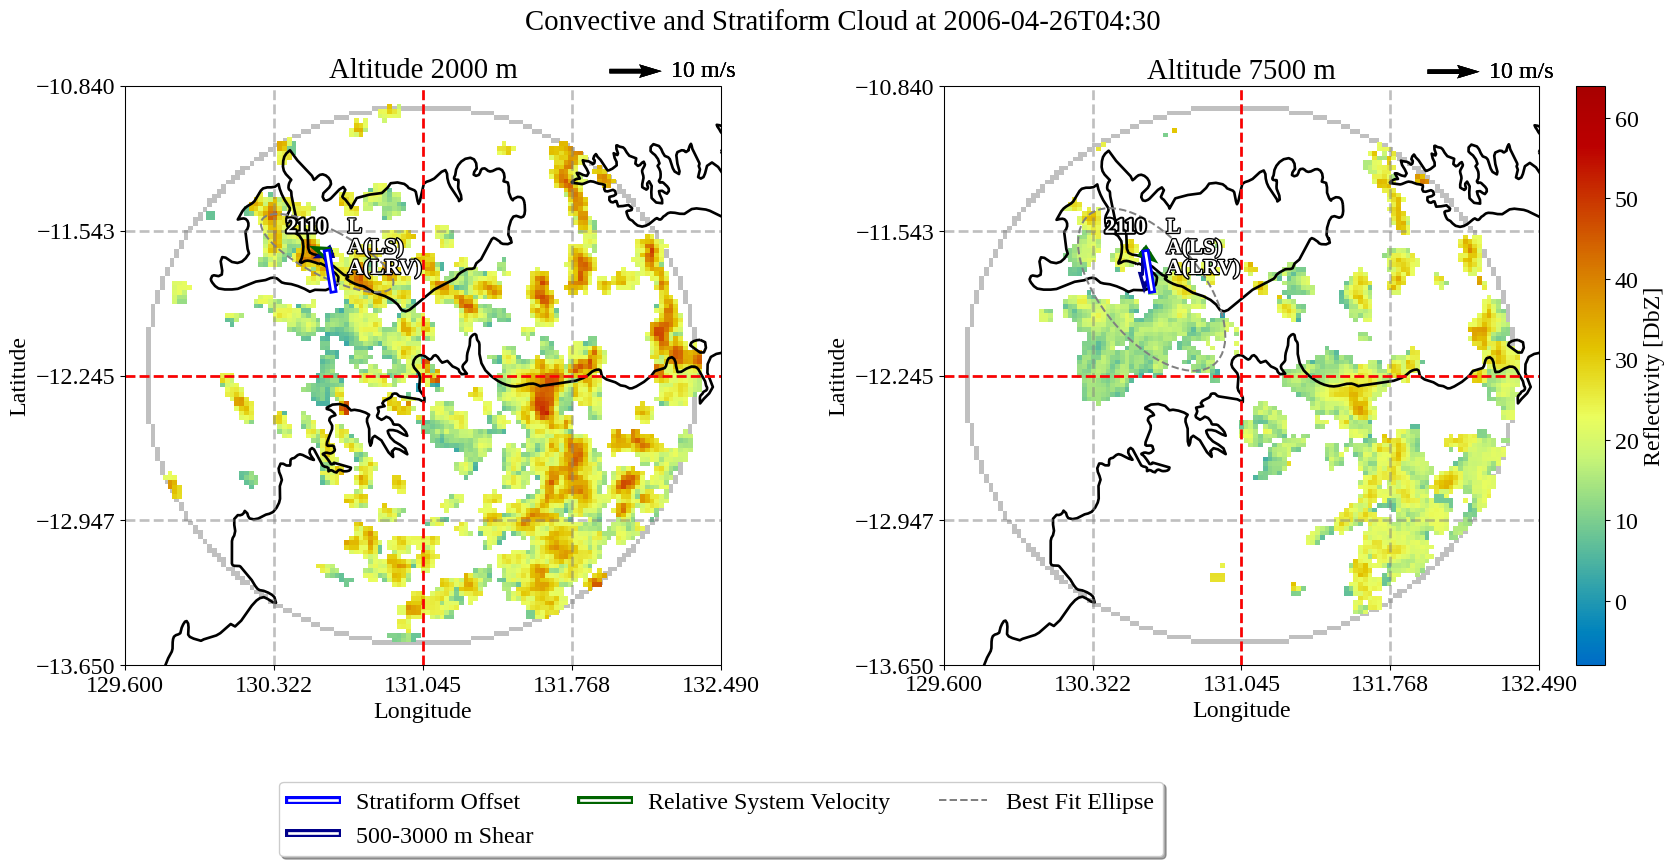 Convective and Stratiform Cloud at 2006-04-26T04:30
Altitude 2000 m
10 m/s
Altitude 7500 m
10 m/s
−10.840
−11.543
−12.245
−12.947
−13.650
129.600
130.322
131.045
131.768
132.490
Longitude
Latitude
2110
L
A(LS)
A(LRV)
−10.840
−11.543
−12.245
−12.947
−13.650
129.600
130.322
131.045
131.768
132.490
Longitude
Latitude
2110
L
A(LS)
A(LRV)
60
50
40
30
20
10
0
Reflectivity [DbZ]
Stratiform Offset
Relative System Velocity
Best Fit Ellipse
500-3000 m Shear